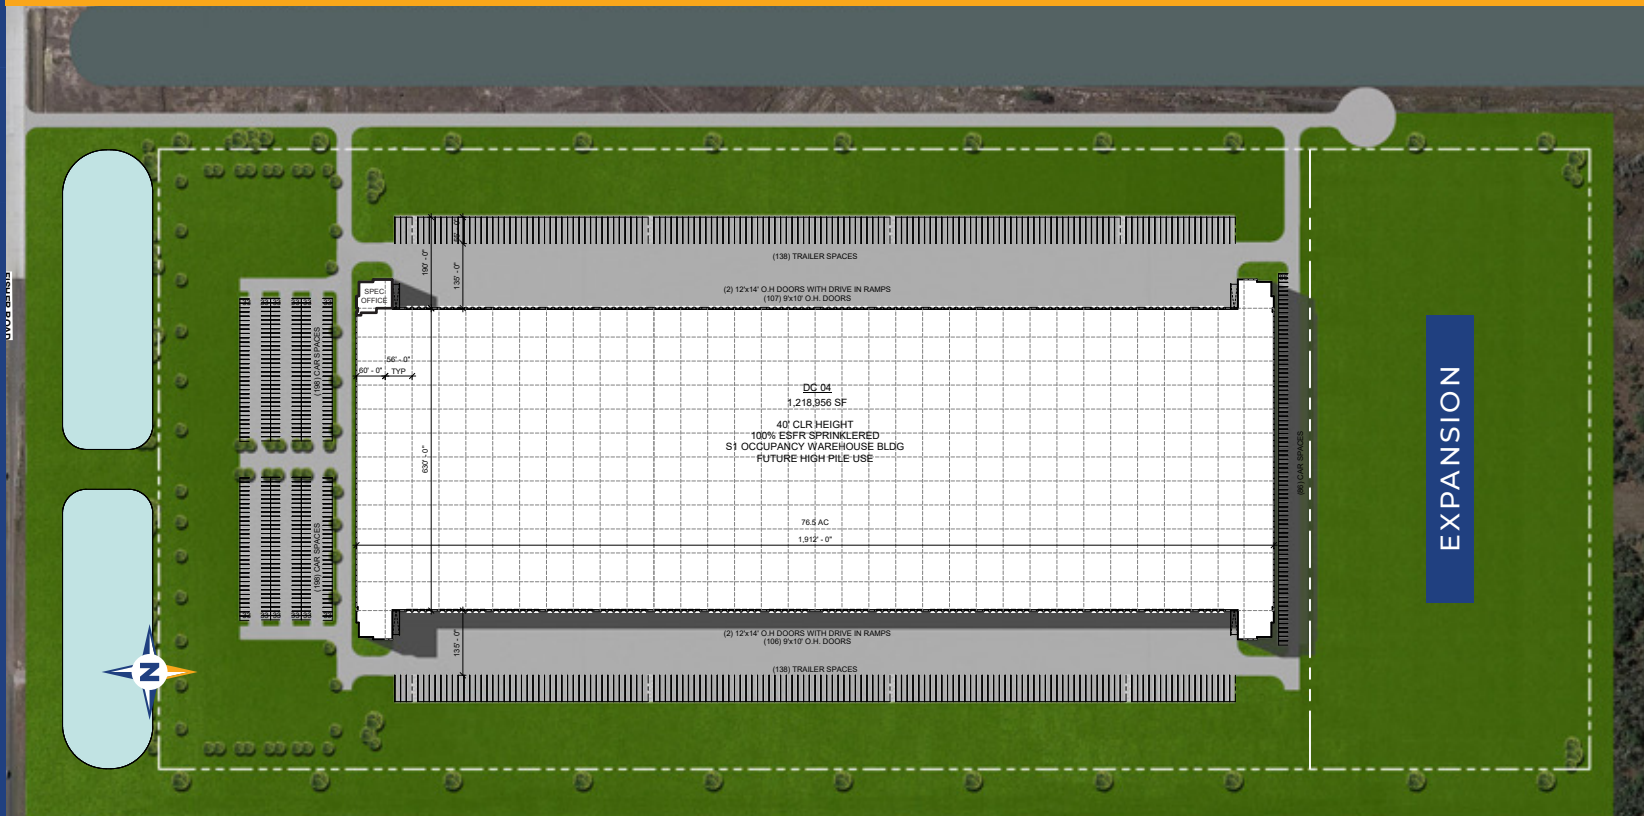 (138) TRAILER SPACES
190' - 0"
135' - 0"
SPEC
OFFICE
(2) 12'x14' O.H DOORS WITH DRIVE IN RAMPS
(107) 9'x10' O.H. DOORS
(198) CAR SPACES
56' - 0"
60' - 0"
TYP
DC 04
1,218,956 SF
40' CLR HEIGHT
100% ESFR SPRINKLERED
S1 OCCUPANCY WAREHOUSE BLDG
FUTURE HIGH PILE USE
630' - 0"
(86) CAR SPACES
EXPANSION
76.5 AC
1,912' - 0"
(198) CAR SPACES
(2) 12'x14' O.H DOORS WITH DRIVE IN RAMPS
(106) 9'x10' O.H. DOORS
135' - 0"
(138) TRAILER SPACES
N